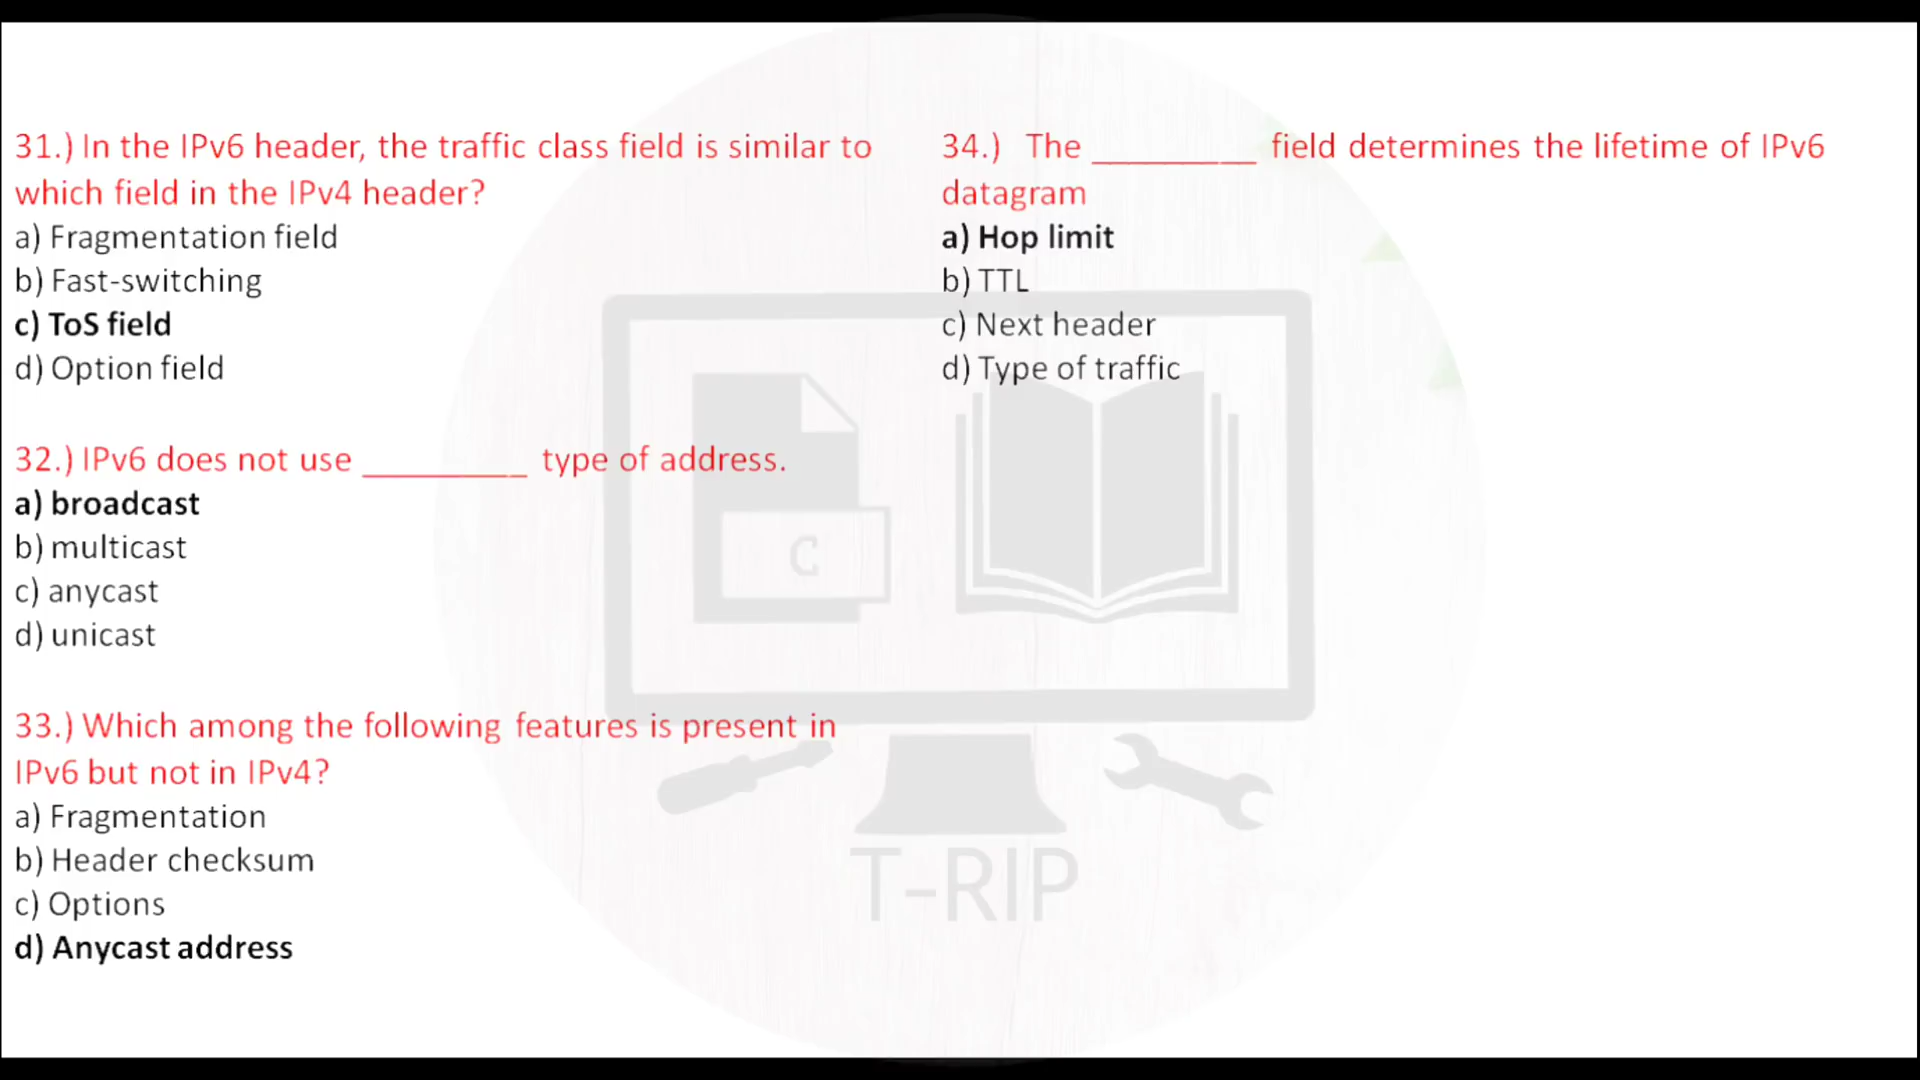 31.) In the IPv6 header, the traffic class field is similar to
which field in the IPv4 header?
a) Fragmentation field
b) Fast-switching
c) ToS field
d) Option field
32.) IPv6 does not use _________ type of address.
a) broadcast
b) multicast
c) anycast
d) unicast
33.) Which among the following features is present in
IPv6 but not in IPv4?
a) Fragmentation
b) Header checksum
c) Options
d) Anycast address
34.) The _________ field determines the lifetime of IPv6
datagram
a) Hop limit
b) TTL
c) Next header
d) Type of traffic
C
T-RIP